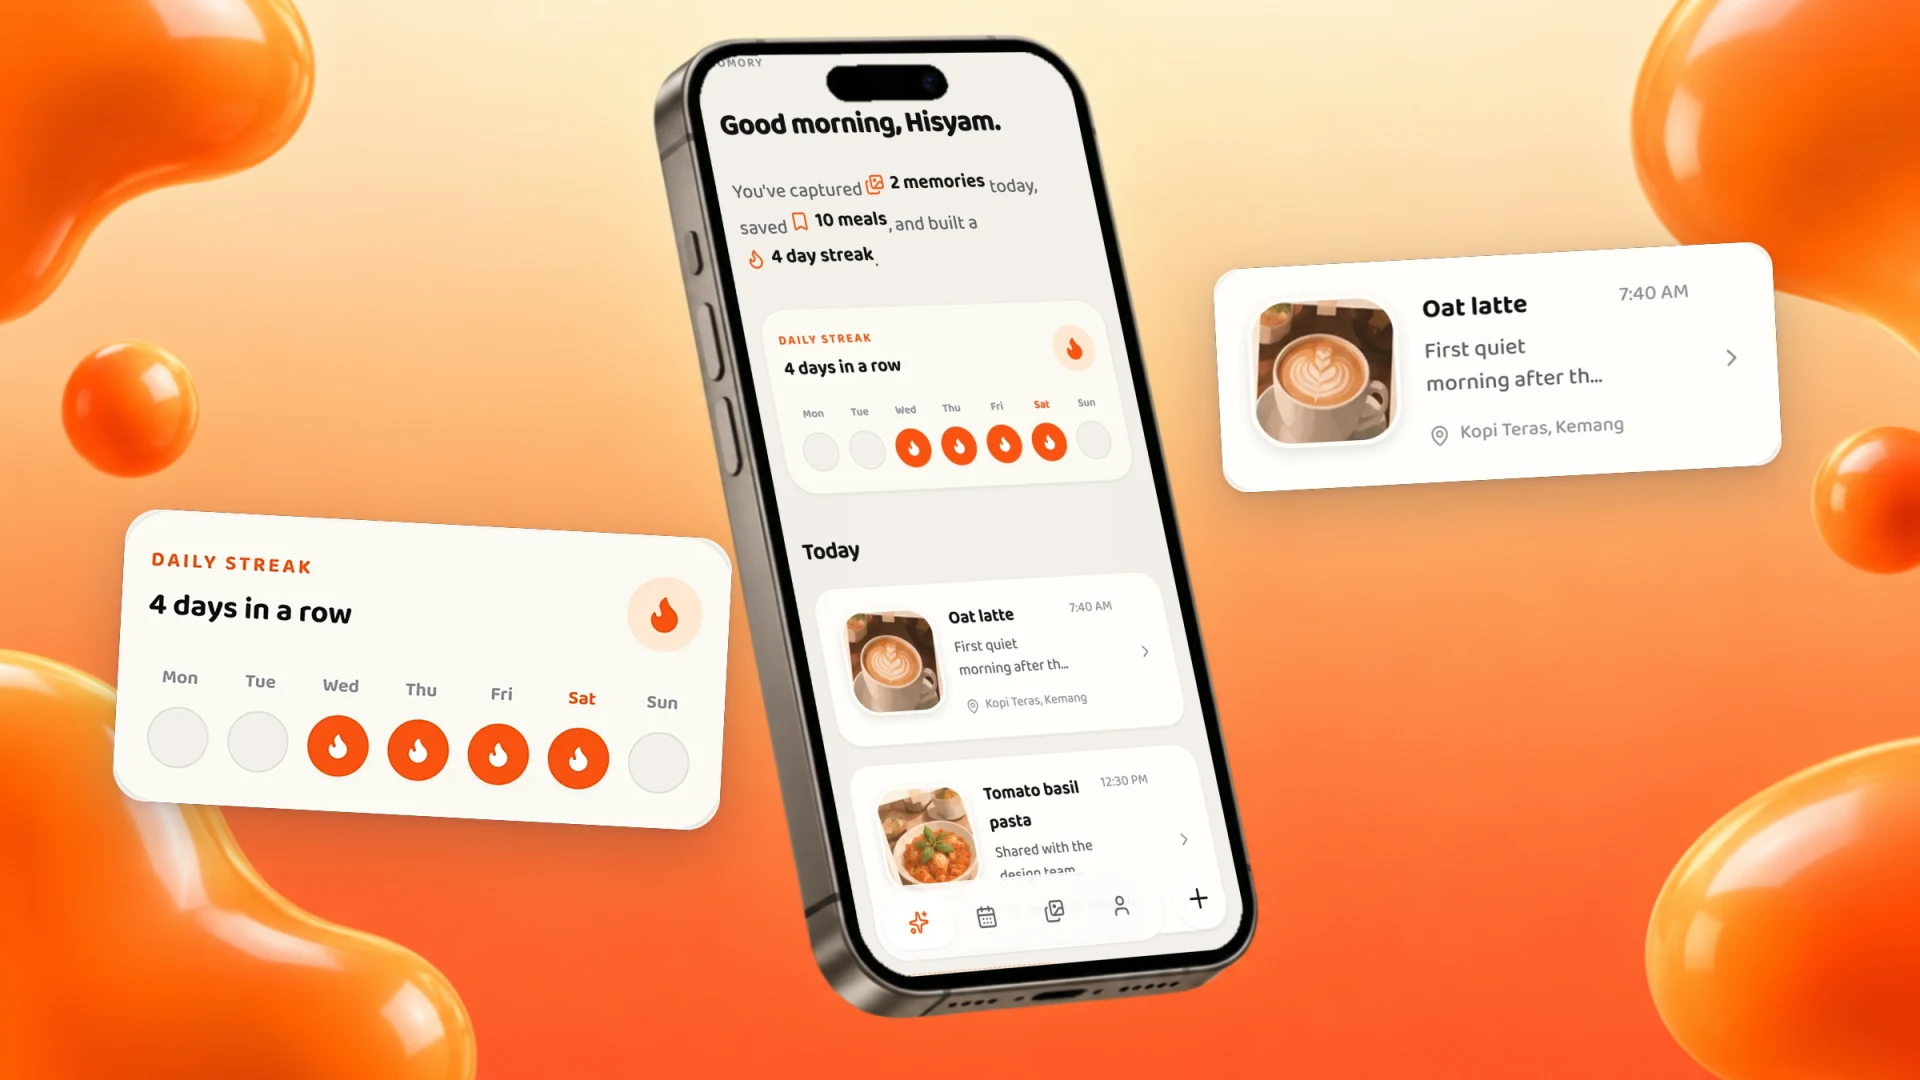 Good morning, Hisyam.
You've captured 2 memories today,
saved 10 meals, and built a
4 day streak.
DAILY STREAK
4 days in a row
Mon Tue Wed Thu Fri Sat Sun
Today
Oat latte 7:40 AM
First quiet
morning after th...
Kopi Teras, Kemang
Tomato basil 12:30 PM
pasta
Shared with the
design team
DAILY STREAK
4 days in a row
Mon Tue Wed Thu Fri Sat Sun
Oat latte 7:40 AM
First quiet
morning after th...
Kopi Teras, Kemang